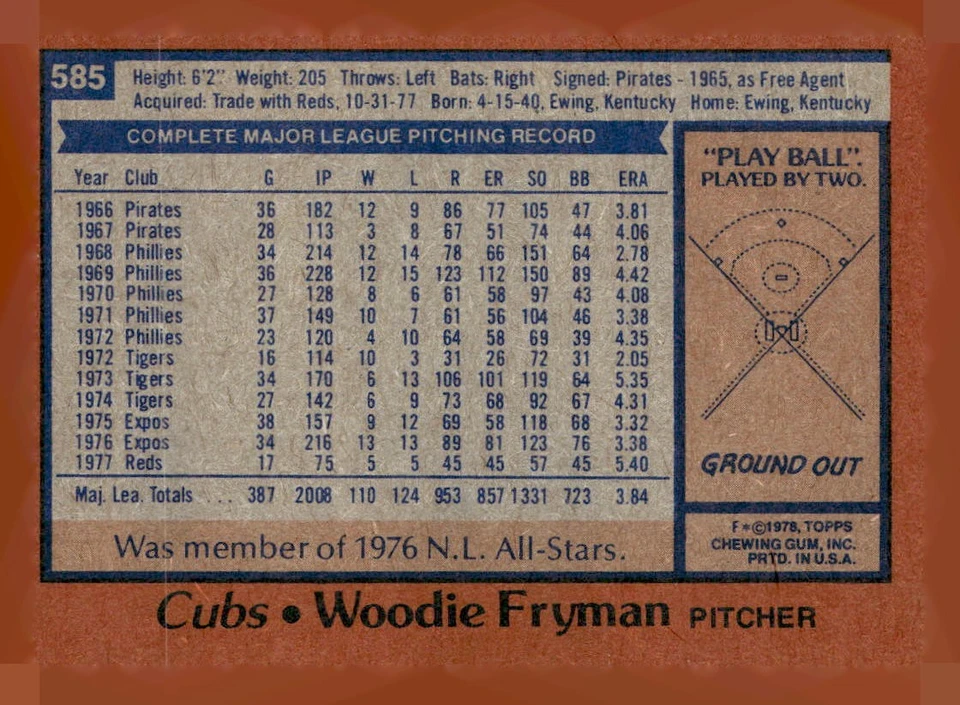 585
Height: 6'2" Weight: 205 Throws: Left Bats: Right Signed: Pirates - 1965, as Free Agent
Acquired: Trade with Reds, 10-31-77 Born: 4-15-40, Ewing, Kentucky Home: Ewing, Kentucky
COMPLETE MAJOR LEAGUE PITCHING RECORD
Year Club G IP W L R ER SO BB ERA
1966 Pirates 36 182 12 9 86 77 105 47 3.81
1967 Pirates 28 113 3 8 67 51 74 44 4.06
1968 Phillies 34 214 12 14 78 66 151 64 2.78
1969 Phillies 36 228 12 15 123 112 150 89 4.42
1970 Phillies 27 128 8 6 61 58 97 43 4.08
1971 Phillies 37 149 10 7 61 56 104 46 3.38
1972 Phillies 23 120 4 10 64 58 69 39 4.35
1972 Tigers 16 114 10 3 31 26 72 31 2.05
1973 Tigers 34 170 6 13 106 101 119 64 5.35
1974 Tigers 27 142 6 9 73 68 92 67 4.31
1975 Expos 38 157 9 12 69 58 118 68 3.32
1976 Expos 34 216 13 13 89 81 123 76 3.38
1977 Reds 17 75 5 5 45 45 57 45 5.40
Maj. Lea. Totals ... 387 2008 110 124 953 857 1331 723 3.84
Was member of 1976 N.L. All-Stars.
"PLAY BALL".
PLAYED BY TWO.
GROUND OUT
F*©1978, TOPPS
CHEWING GUM, INC.
PRTD. IN U.S.A.
Cubs • Woodie Fryman PITCHER